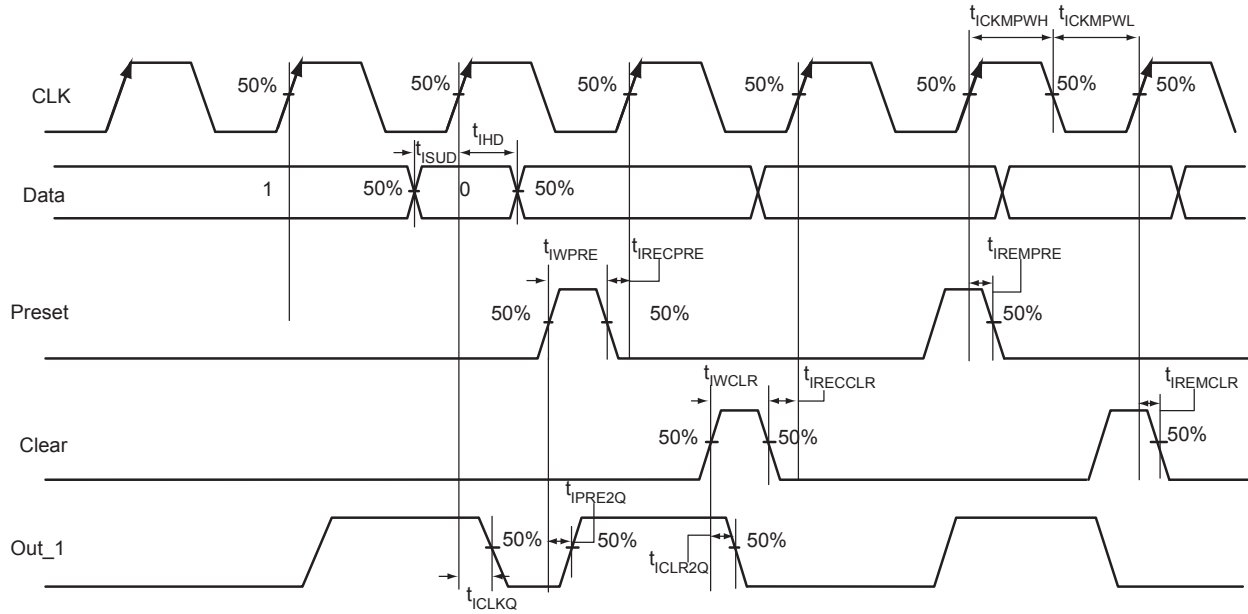 tICKMPWH tICKMPWL
CLK
50% 50% 50% 50% 50% 50% 50%
tISUD tIHD
Data
1 50% 0 50%
tIWPRE tIRECPRE tIREMPRE
Preset
50% 50% 50%
tIWCLR tIRECCLR tIREMCLR
Clear
50% 50% 50%
tIPRE2Q
Out_1
50% 50% 50%
tICLR2Q
tICLKQ